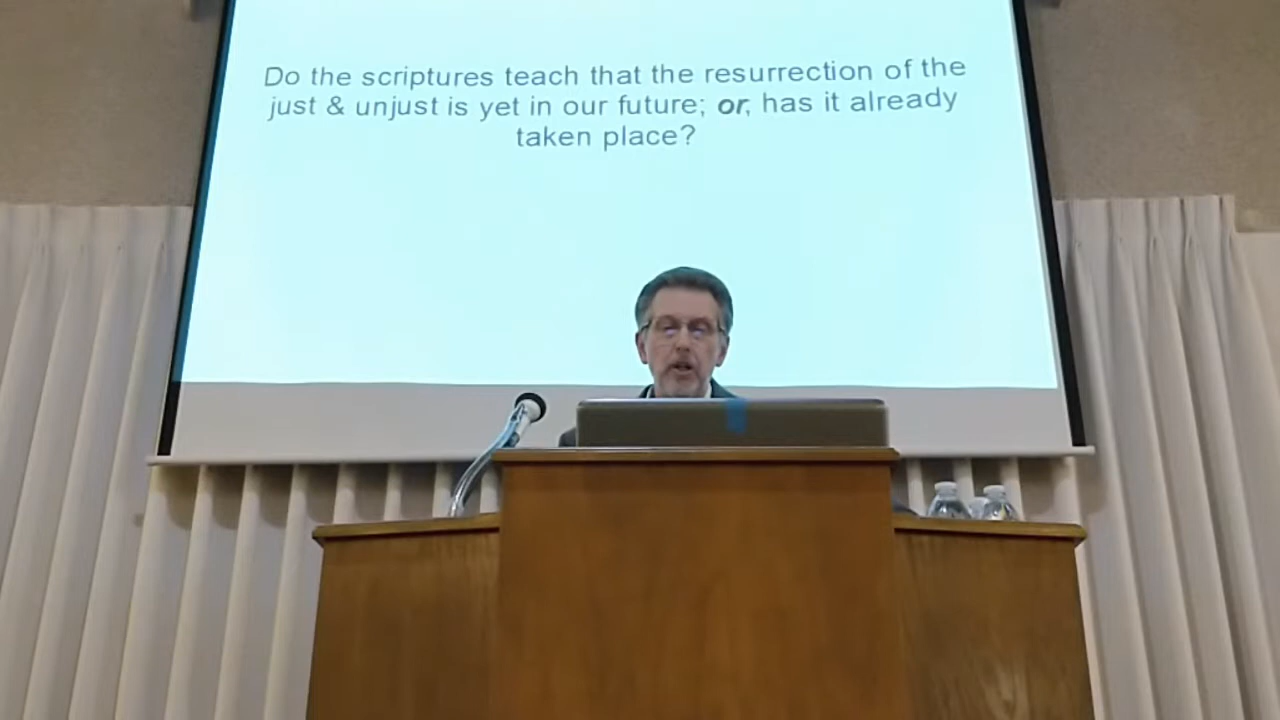 Do the scriptures teach that the resurrection of the
just & unjust is yet in our future; or, has it already
taken place?